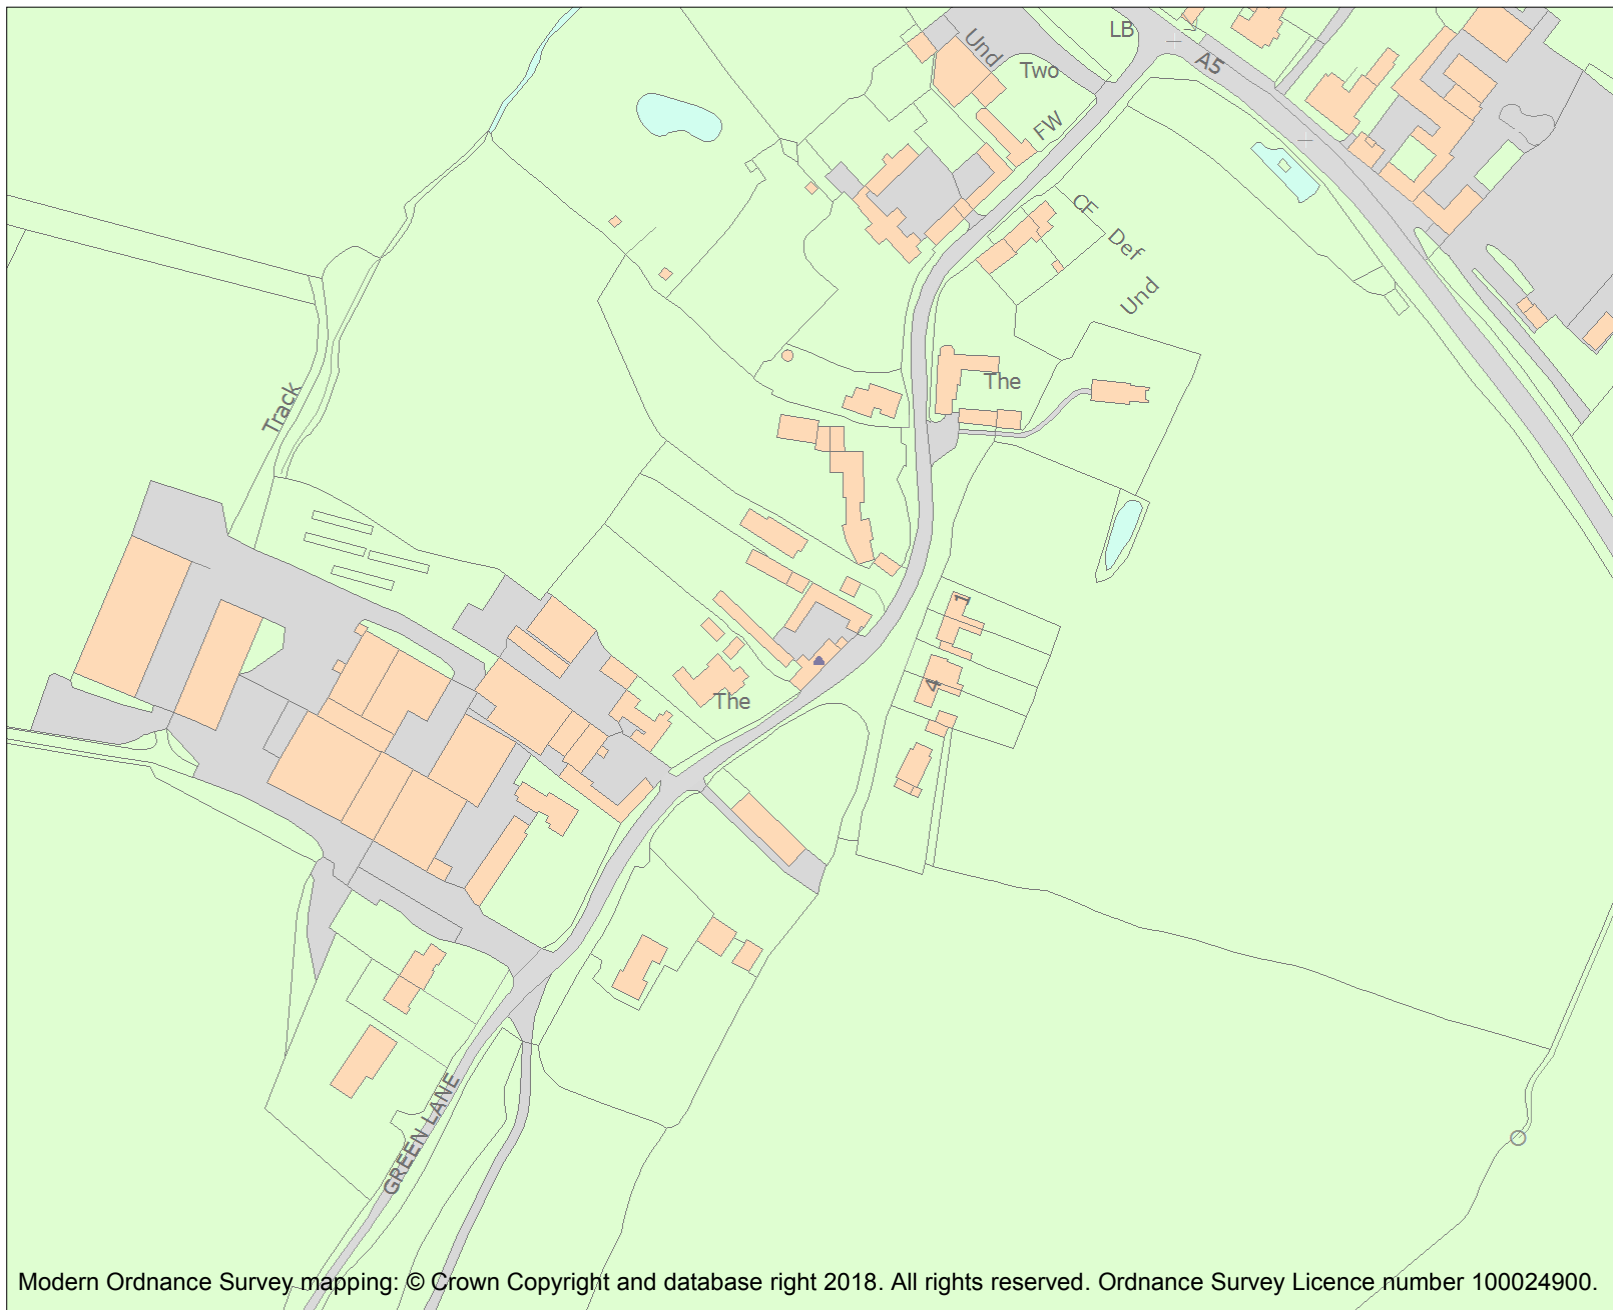 LB
Und
Two
A5
FW
CF
Def
Und
The
Track
1
4
The
GREEN LANE
Modern Ordnance Survey mapping: © Crown Copyright and database right 2018. All rights reserved. Ordnance Survey Licence number 100024900.